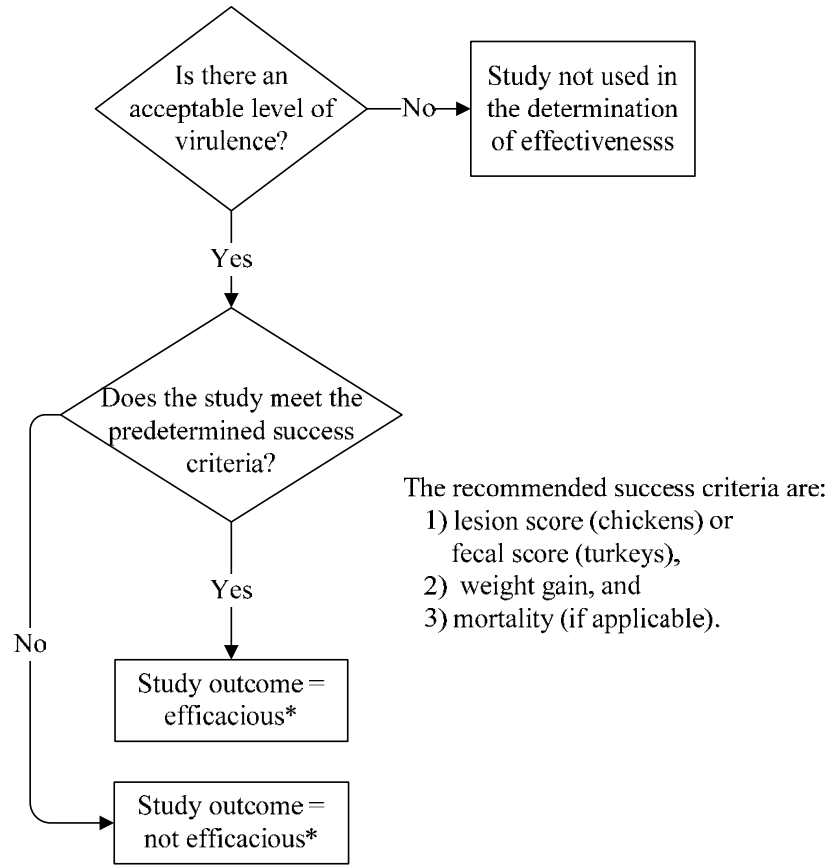 Is there an
acceptable level of
virulence?
No
Study not used in
the determination
of effectivenesss
Yes
Does the study meet the
predetermined success
criteria?
The recommended success criteria are:
1) lesion score (chickens) or
fecal score (turkeys),
2) weight gain, and
3) mortality (if applicable).
Yes
No
Study outcome =
efficacious*
Study outcome =
not efficacious*